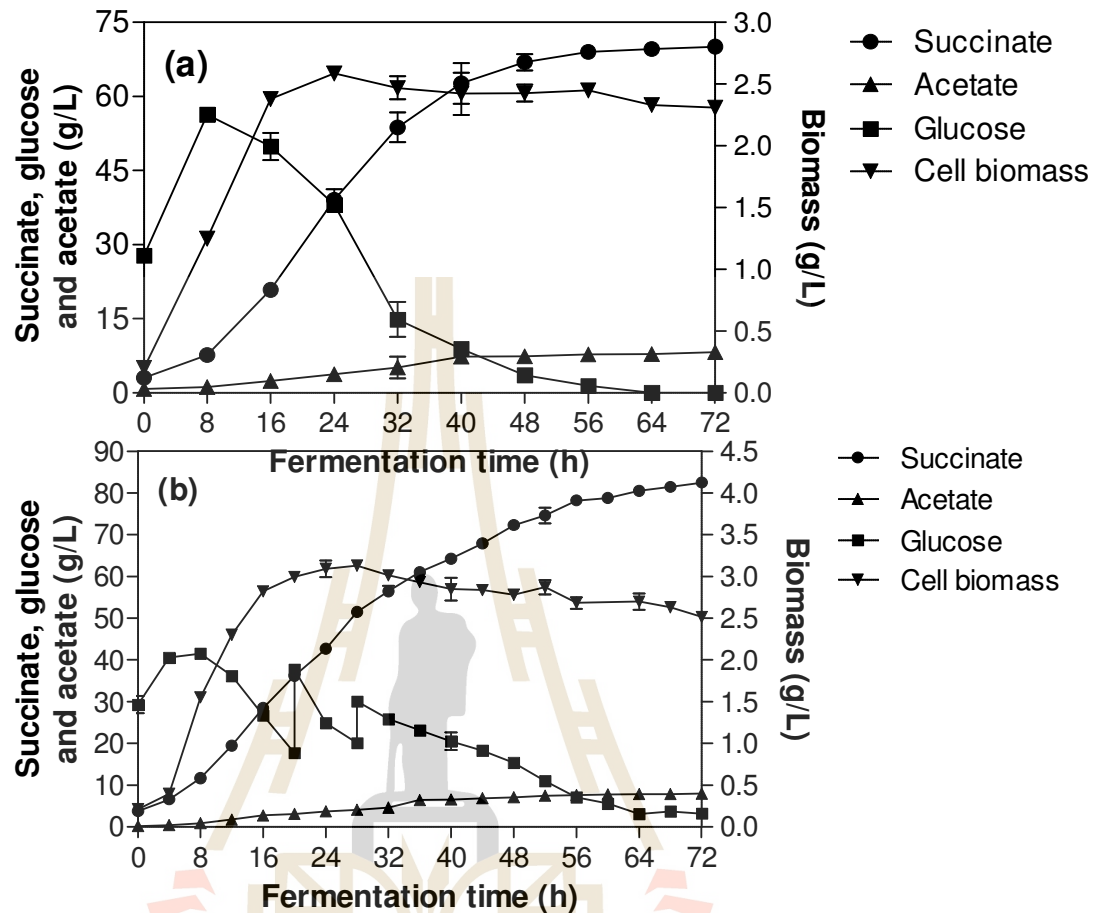 (a)
Succinate, glucose
and acetate (g/L)
75
60
45
30
15
0
3.0
2.5
2.0
1.5
1.0
0.5
0.0
Biomass (g/L)
0 8 16 24 32 40 48 56 64 72
Fermentation time (h)
Succinate
Acetate
Glucose
Cell biomass
(b)
Succinate, glucose
and acetate (g/L)
90
80
70
60
50
40
30
20
10
0
4.5
4.0
3.5
3.0
2.5
2.0
1.5
1.0
0.5
0.0
Biomass (g/L)
0 8 16 24 32 40 48 56 64 72
Fermentation time (h)
Succinate
Acetate
Glucose
Cell biomass